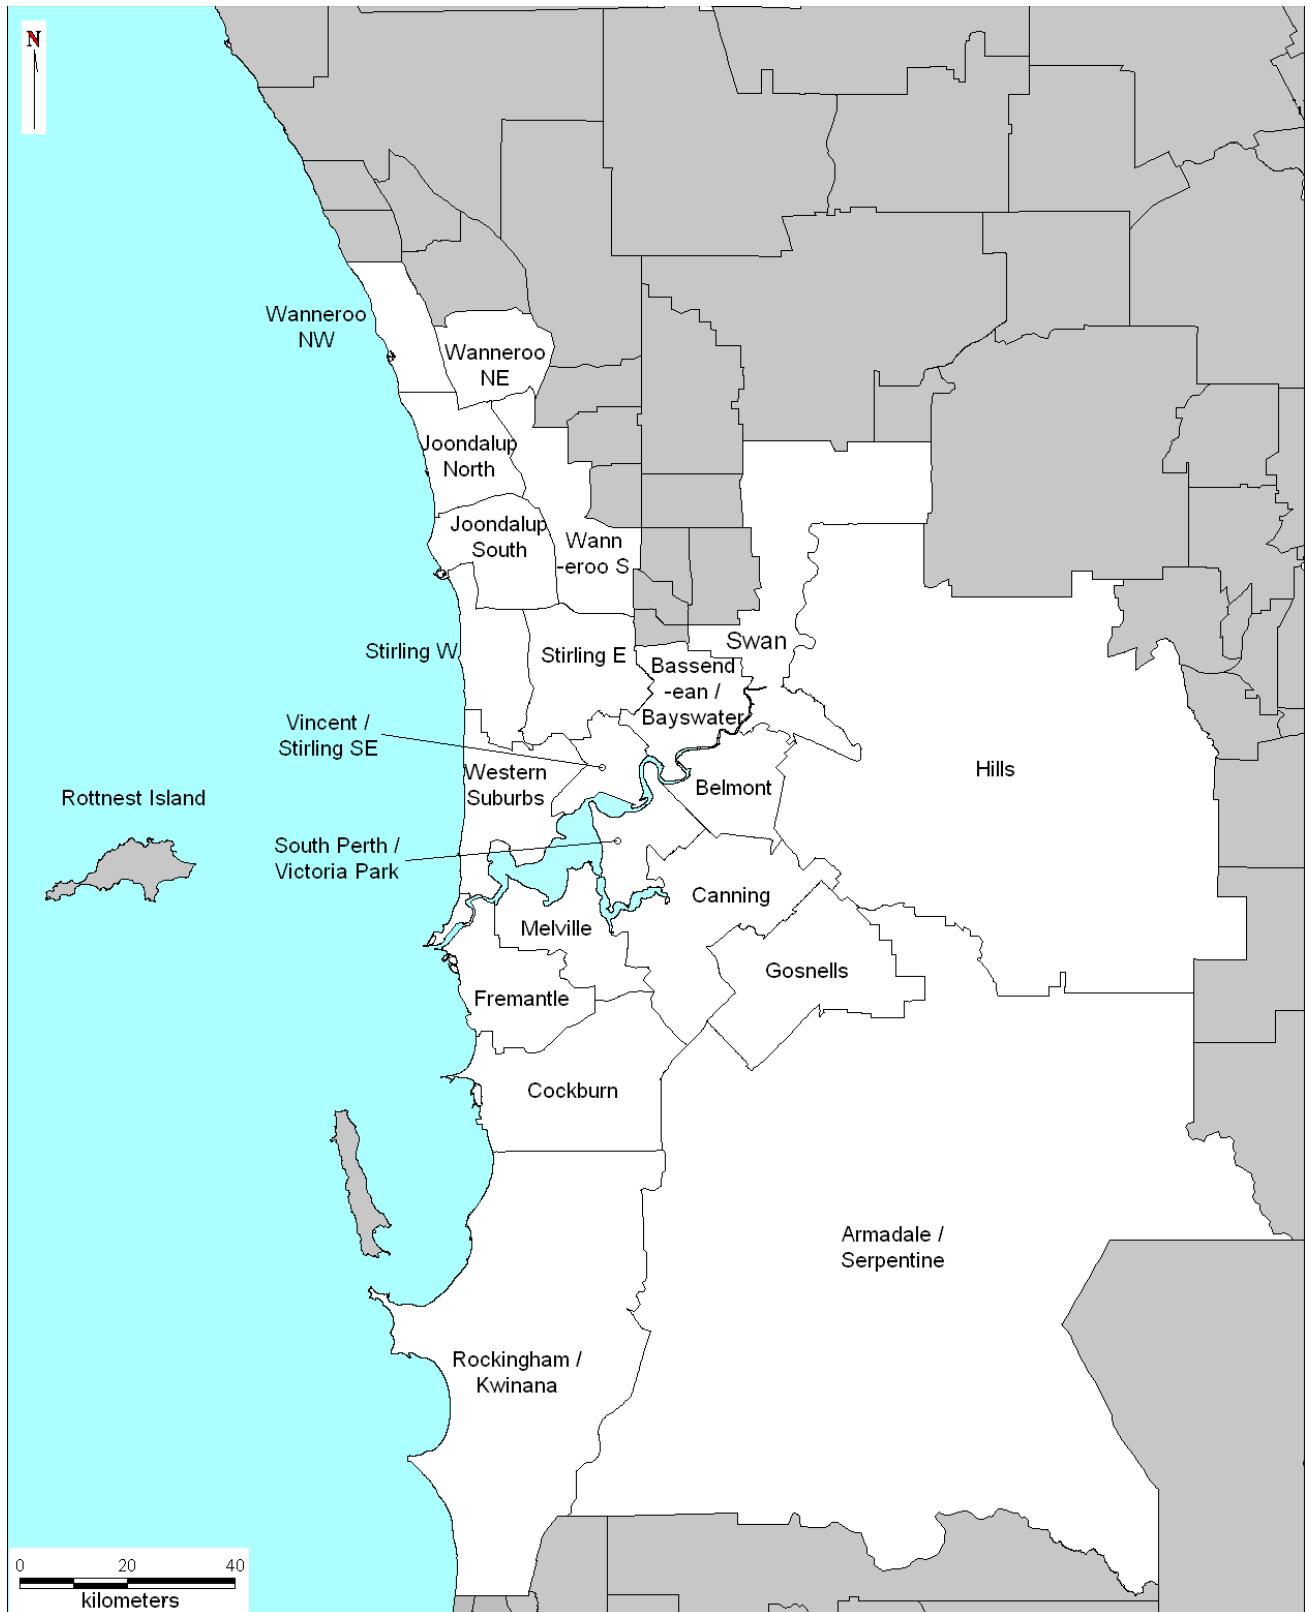 N
Wanneroo
NW
Wanneroo
NE
Joondalup
North
Joondalup
South
Wann
-eroo S
Stirling W
Stirling E
Swan
Bassend
-ean /
Bayswater
Vincent /
Stirling SE
Western
Suburbs
Belmont
Hills
Rottnest Island
South Perth /
Victoria Park
Canning
Melville
Gosnells
Fremantle
Cockburn
Armadale /
Serpentine
Rockingham /
Kwinana
0 20 40
kilometers